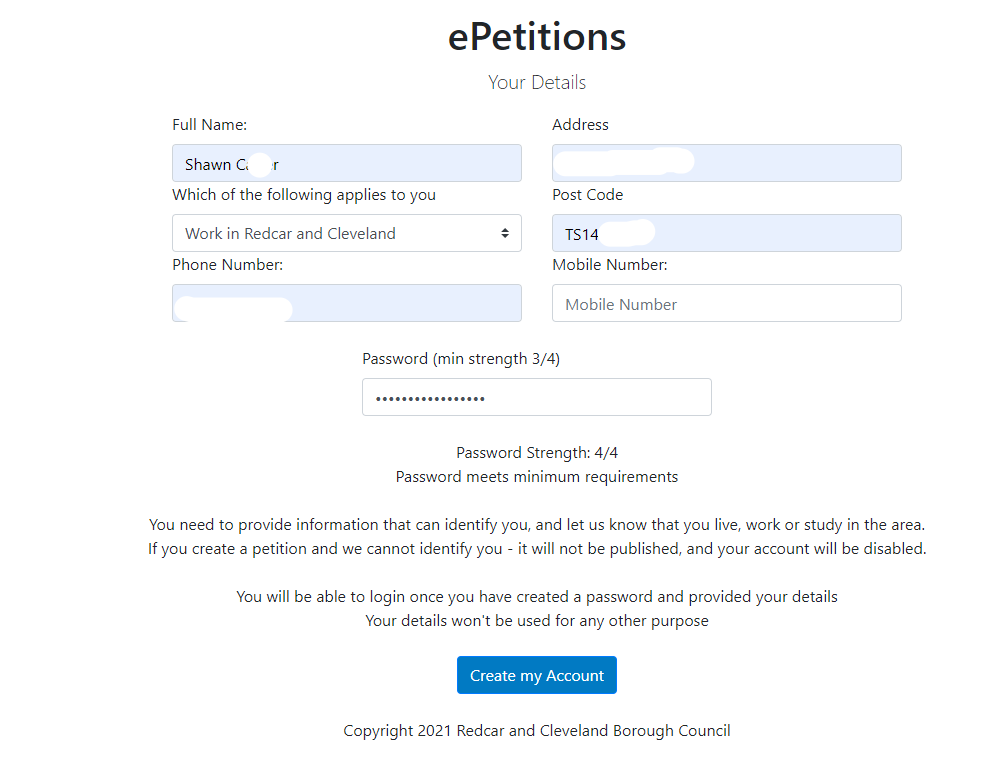 ePetitions
Your Details
Full Name:
Address
Shawn
Which of the following applies to you
Post Code
Work in Redcar and Cleveland
TS14
Phone Number:
Mobile Number:
Mobile Number
Password (min strength 3/4)
•••••••••••••••••
Password Strength: 4/4
Password meets minimum requirements
You need to provide information that can identify you, and let us know that you live, work or study in the area.
If you create a petition and we cannot identify you - it will not be published, and your account will be disabled.
You will be able to login once you have created a password and provided your details
Your details won't be used for any other purpose
Create my Account
Copyright 2021 Redcar and Cleveland Borough Council